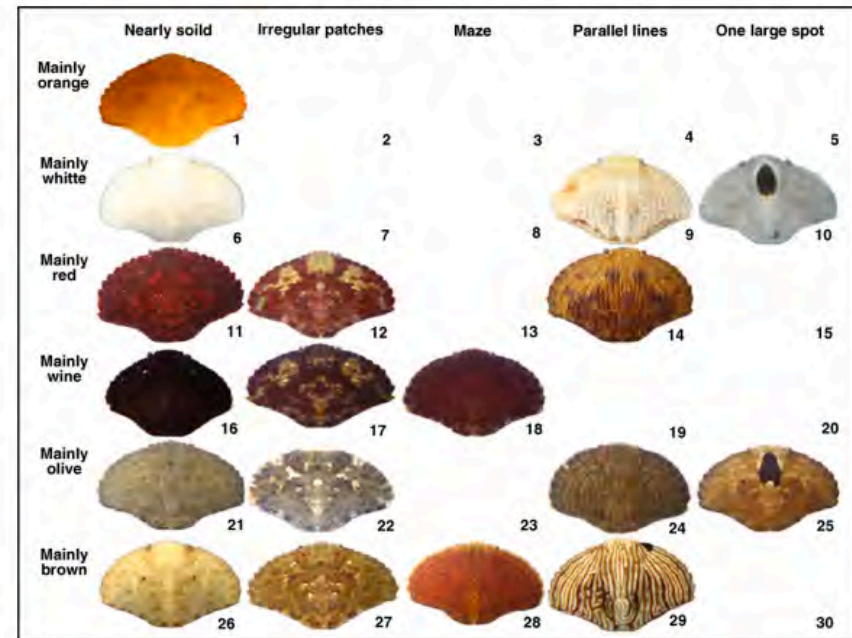 Nearly soild Irregular patches Maze Parallel lines One large spot
Mainly
orange
1 2 3 4 5
Mainly
whitte
6 7 8 9 10
Mainly
red
11 12 13 14 15
Mainly
wine
16 17 18 19 20
Mainly
olive
21 22 23 24 25
Mainly
brown
26 27 28 29 30